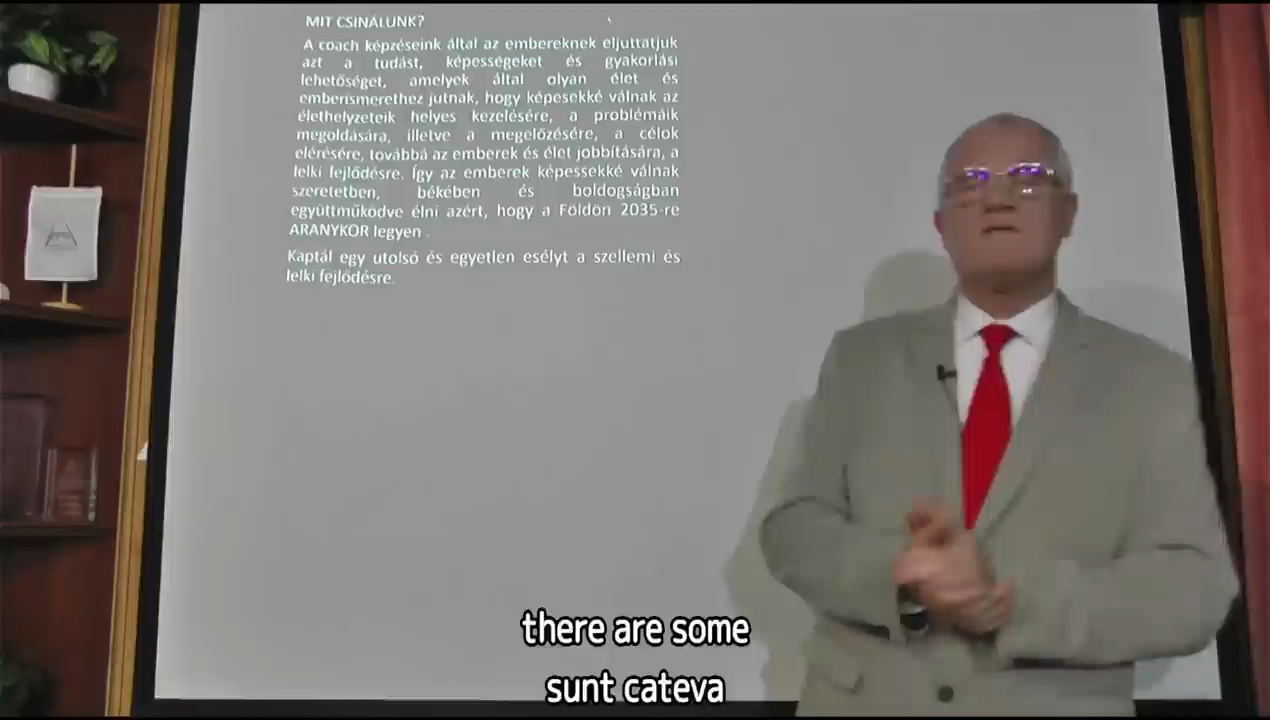 MIT CSINÁLUNK?
A coach képzéseink által az embereknek eljuttatjuk
azt a tudást, képességeket és gyakorlási
lehetőséget, amelyek által olyan élet és
emberismerethez jutnak, hogy képesekké válnak az
élethelyzeteik helyes kezelésére, a problémáik
megoldására, illetve a megelőzésére, a célok
elérésére, továbbá az emberek és élet jobbítására, a
lelki fejlődésre. Így az emberek képessekké válnak
szeretetben, békében és boldogságban
együttműködve élni azért, hogy a Földön 2035-re
ARANYKOR legyen .
Kaptál egy utolsó és egyetlen esélyt a szellemi és
lelki fejlődésre.
there are some
sunt cateva